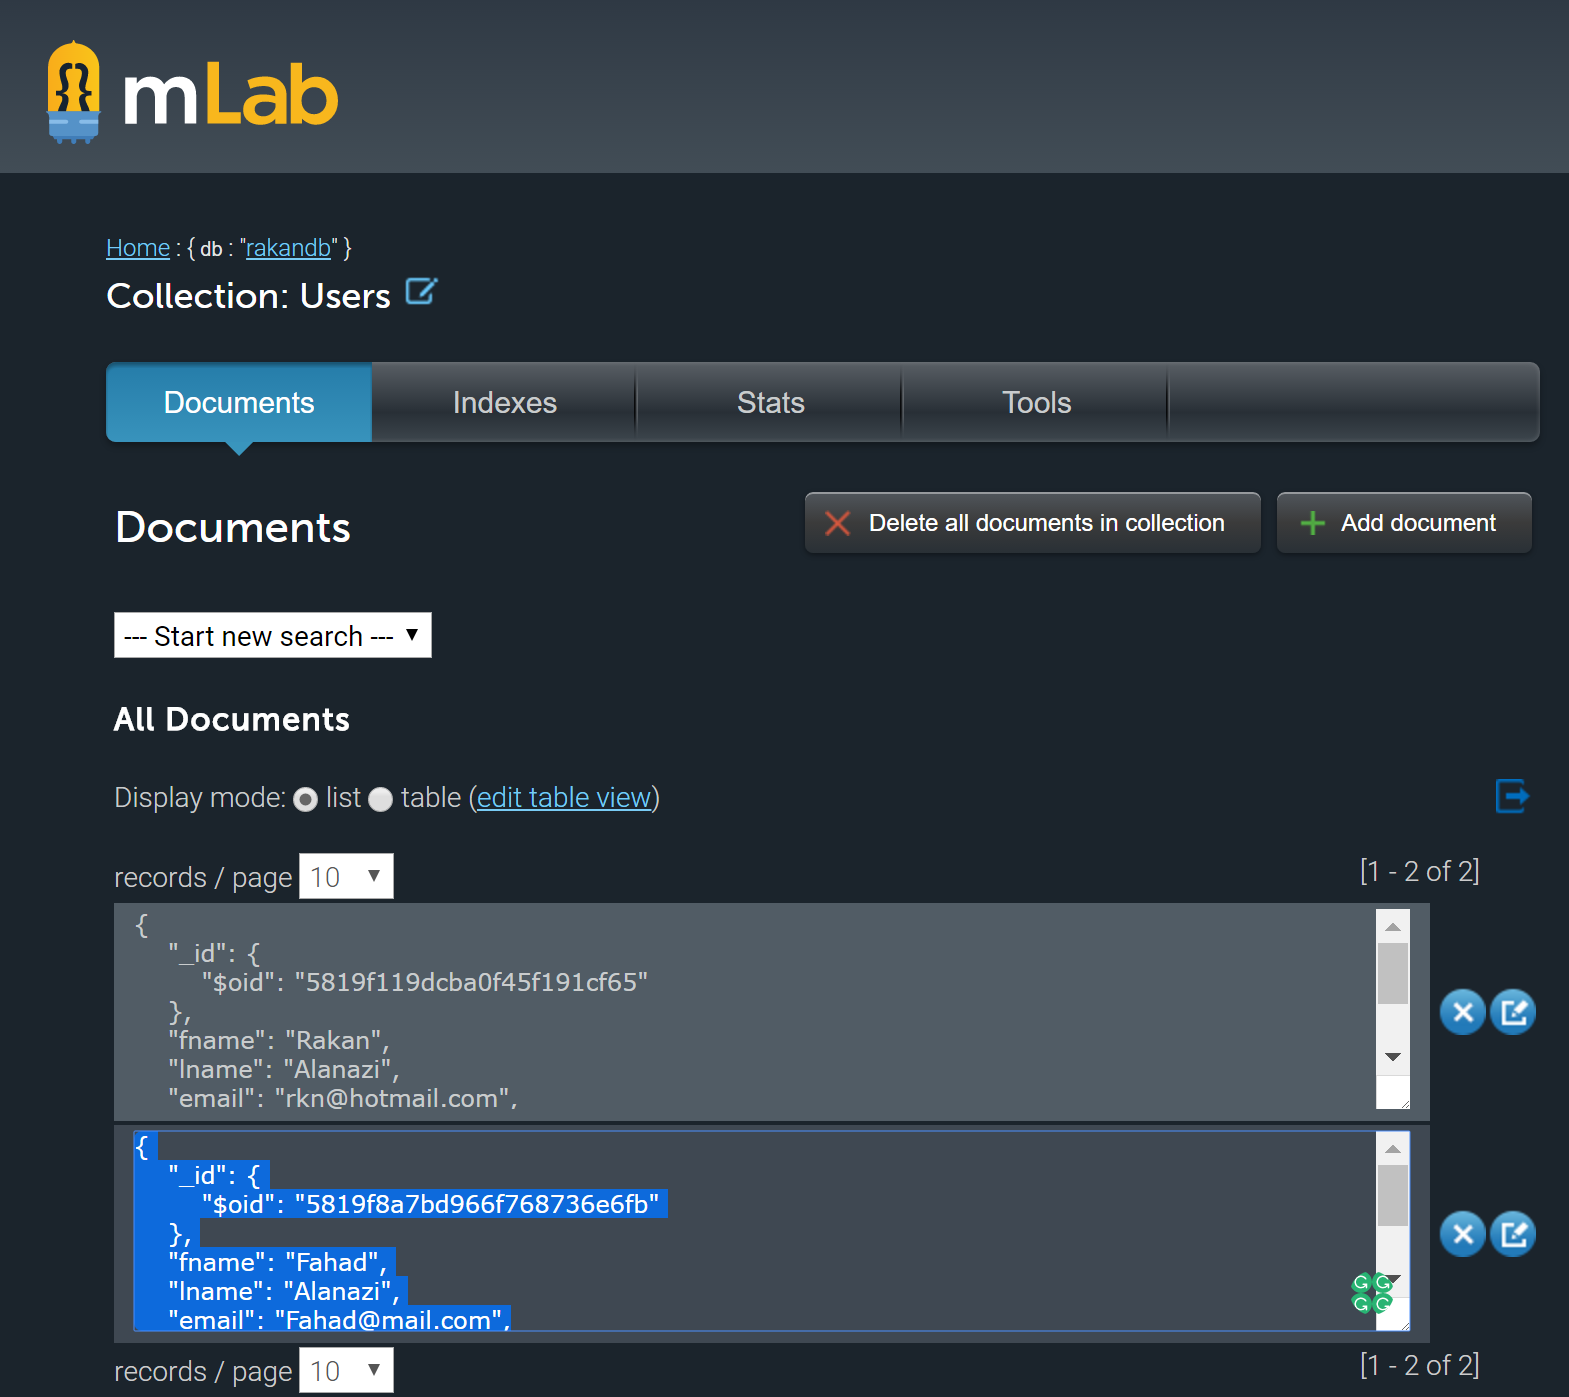 mLab
Home : { db : "rakandb" }
Collection: Users
Documents Indexes Stats Tools
Documents
Delete all documents in collection
Add document
--- Start new search ---
All Documents
Display mode: list table (edit table view)
records / page 10
[1 - 2 of 2]
{
"_id": {
"$oid": "5819f119dcba0f45f191cf65"
},
"fname": "Rakan",
"lname": "Alanazi",
"email": "rkn@hotmail.com",
{
"_id": {
"$oid": "5819f8a7bd966f768736e6fb"
},
"fname": "Fahad",
"lname": "Alanazi",
"email": "Fahad@mail.com",
records / page 10
[1 - 2 of 2]